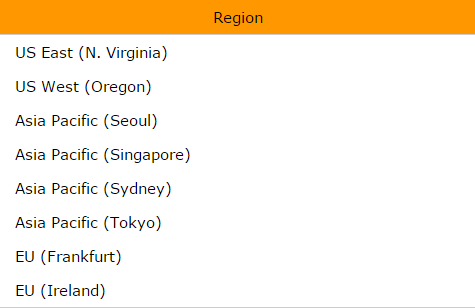 Region
US East (N. Virginia)
US West (Oregon)
Asia Pacific (Seoul)
Asia Pacific (Singapore)
Asia Pacific (Sydney)
Asia Pacific (Tokyo)
EU (Frankfurt)
EU (Ireland)